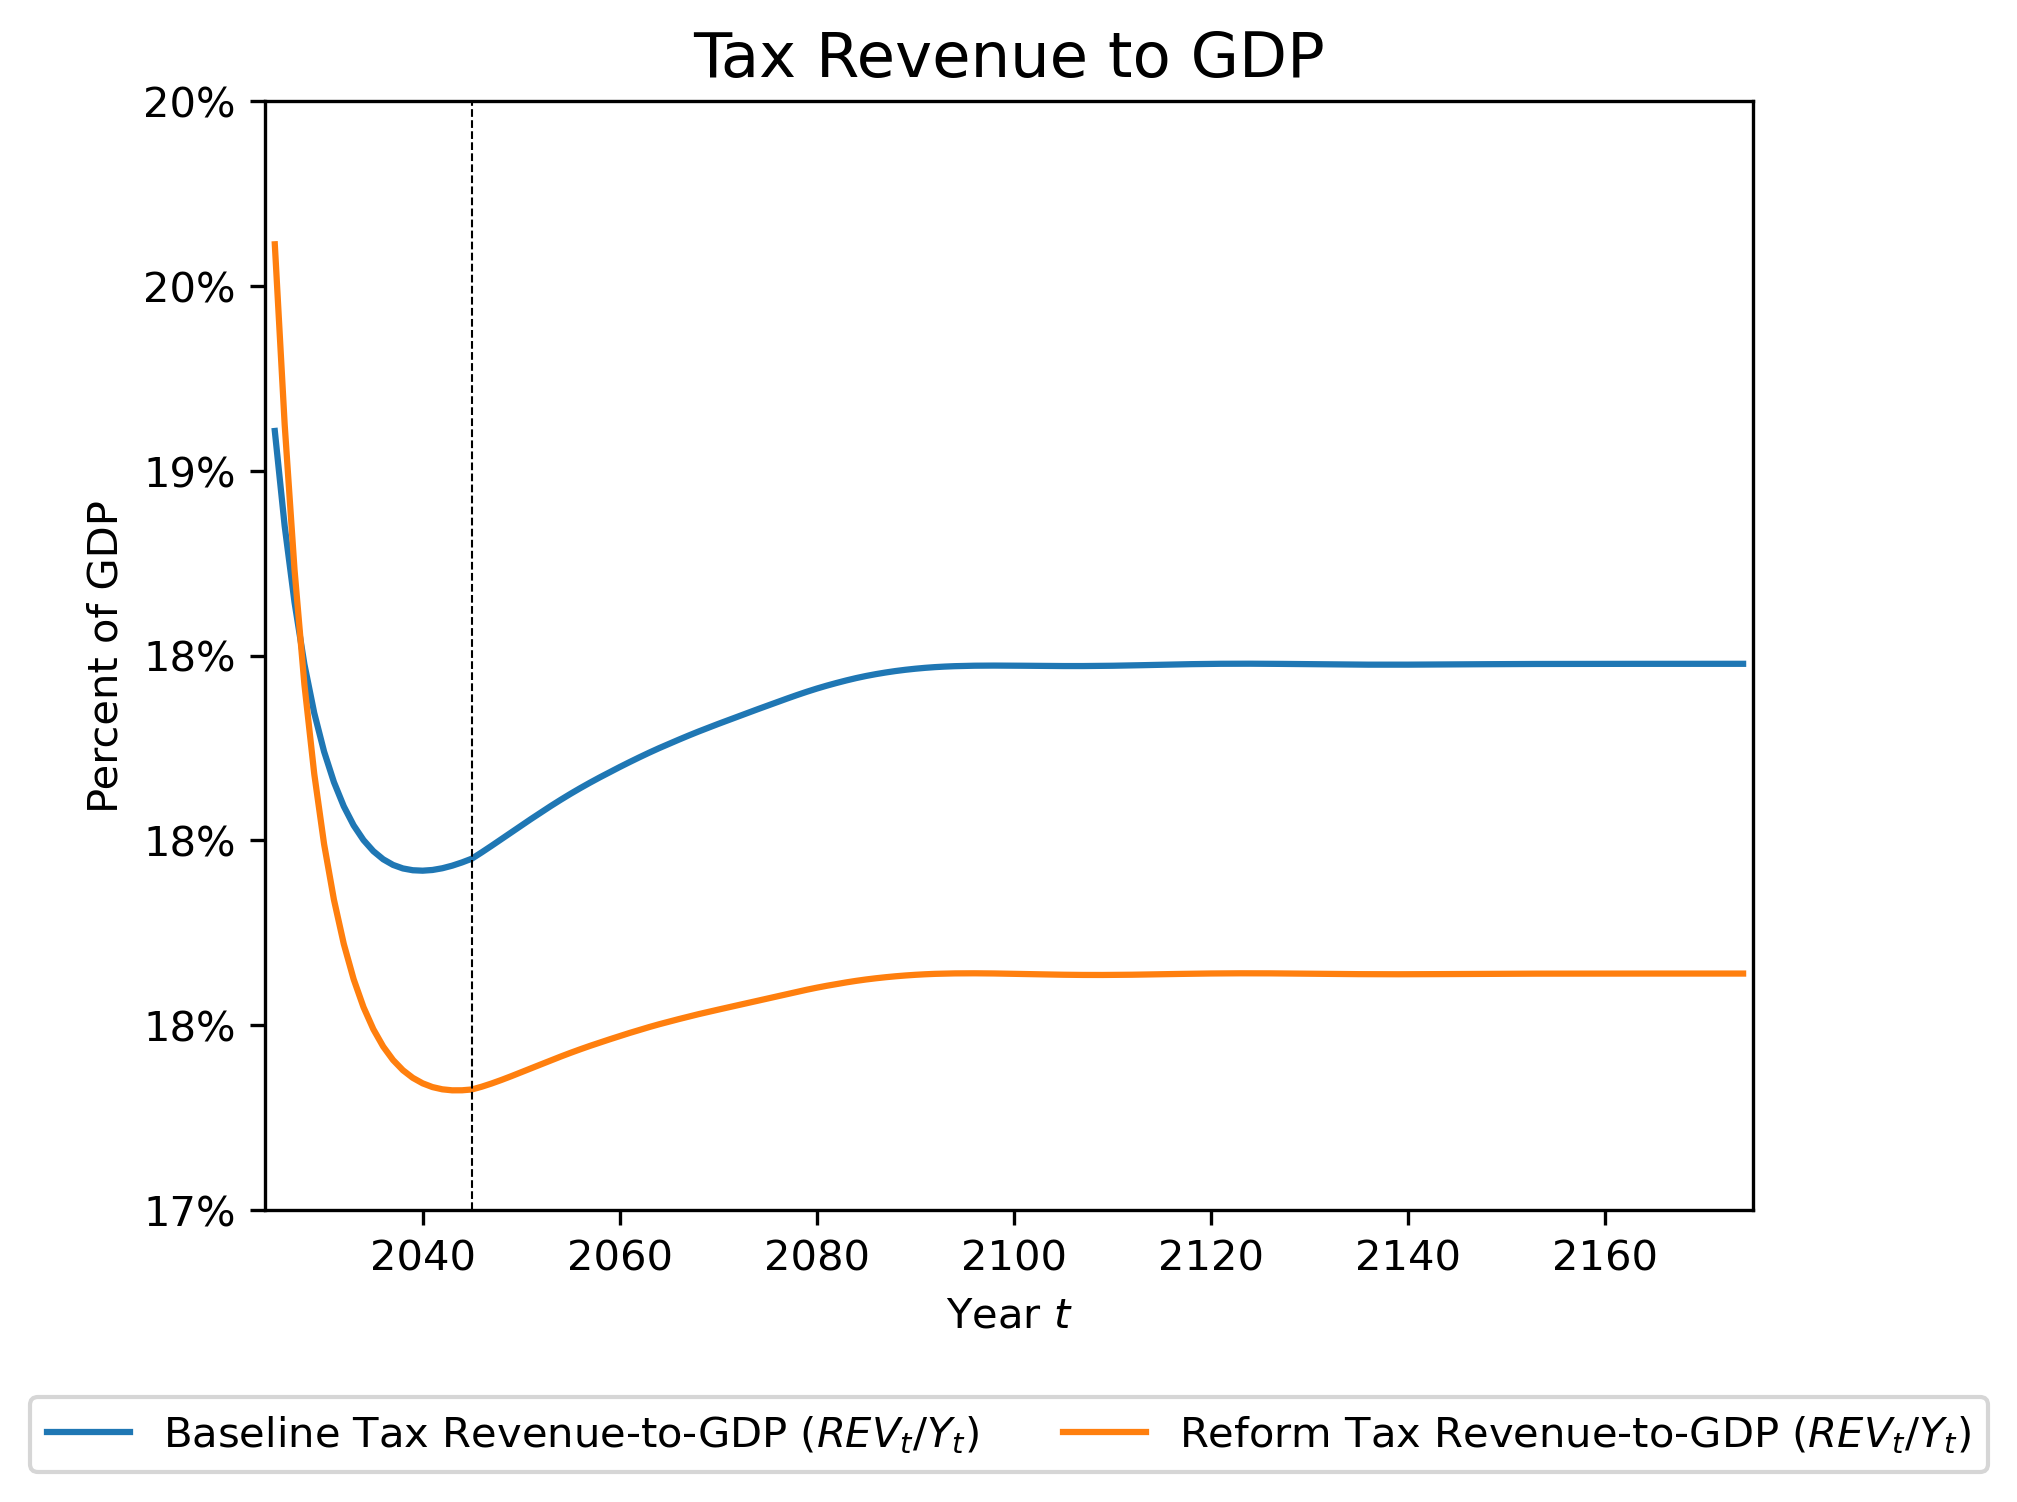 Tax Revenue to GDP
20%
20%
19%
18%
18%
18%
17%
Percent of GDP
2040 2060 2080 2100 2120 2140 2160
Year t
Baseline Tax Revenue-to-GDP (REVₜ/Yₜ) Reform Tax Revenue-to-GDP (REVₜ/Yₜ)